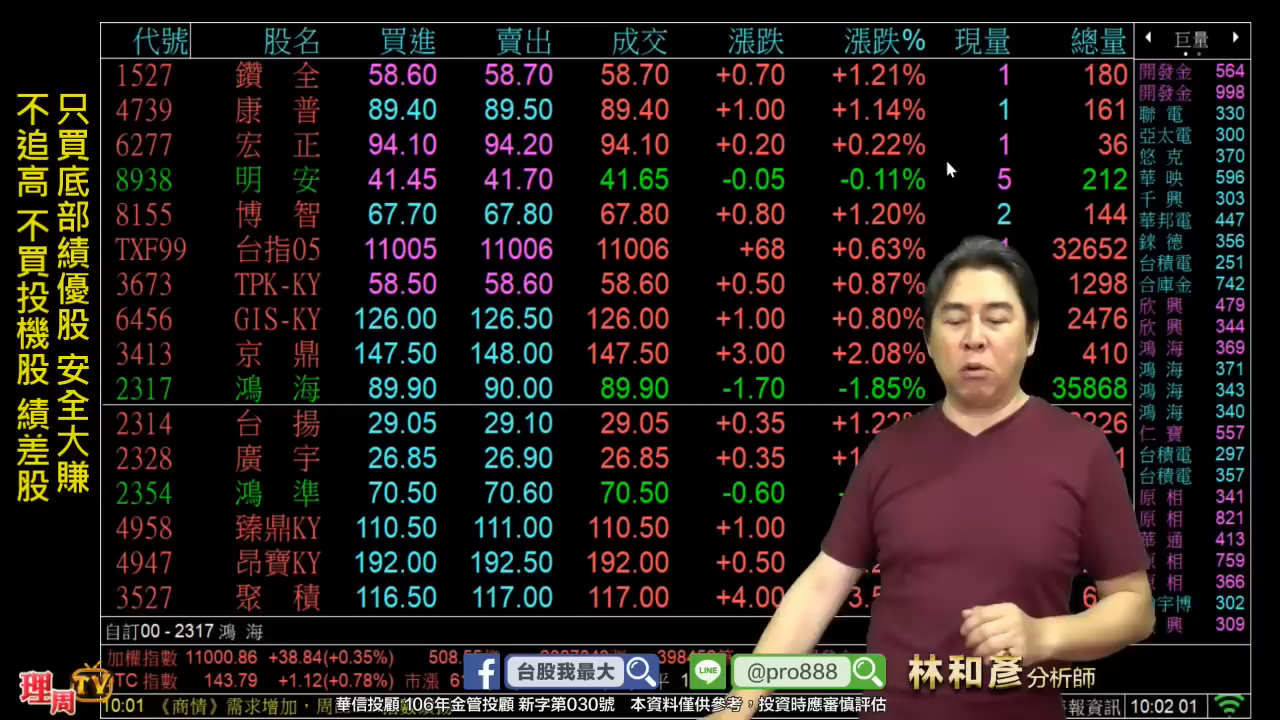 只買底部績優股 安全大賺
不追高 不買投機股 績差股
代號 股名 買進 賣出 成交 漲跌 漲跌% 現量 總量
1527 鑽全 58.60 58.70 58.70 +0.70 +1.21% 1 180
4739 康普 89.40 89.50 89.40 +1.00 +1.14% 1 161
6277 宏正 94.10 94.20 94.10 +0.20 +0.22% 1 36
8938 明安 41.45 41.70 41.65 -0.05 -0.11% 5 212
8155 博智 67.70 67.80 67.80 +0.80 +1.20% 2 144
TXF99 台指05 11005 11006 11006 +68 +0.63% 32652
3673 TPK-KY 58.50 58.60 58.60 +0.50 +0.87% 1298
6456 GIS-KY 126.00 126.50 126.00 +1.00 +0.80% 2476
3413 京鼎 147.50 148.00 147.50 +3.00 +2.08% 410
2317 鴻海 89.90 90.00 89.90 -1.70 -1.85% 35868
2314 台揚 29.05 29.10 29.05 +0.35
2328 廣宇 26.85 26.90 26.85 +0.35
2354 鴻準 70.50 70.60 70.50 -0.60
4958 臻鼎KY 110.50 111.00 110.50 +1.00
4947 昂寶KY 192.00 192.50 192.00 +0.50
3527 聚積 116.50 117.00 117.00 +4.00
巨量
開發金 564
開發金 998
聯電 330
亞太電 300
悠克 370
華映 596
千興 303
華邦電 447
錸德 356
台積電 251
合庫金 742
欣興 479
欣興 344
鴻海 369
鴻海 371
鴻海 343
鴻海 340
仁寶 557
台積電 297
台積電 357
原相 341
原相 821
華通 413
原相 759
相 366
宇博 302
興 309
自訂00 - 2317 鴻海
加權指數 11000.86 +38.84(+0.35%)
TC 指數 143.79 +1.12(+0.78%) 市漲
理周TV
台股我最大
LINE
@pro888
林和彥 分析師
10:01 《商情》需求增加，
華信投顧 106年金管投顧 新字第030號 本資料僅供參考，投資時應審慎評估
報資訊 10:02 01